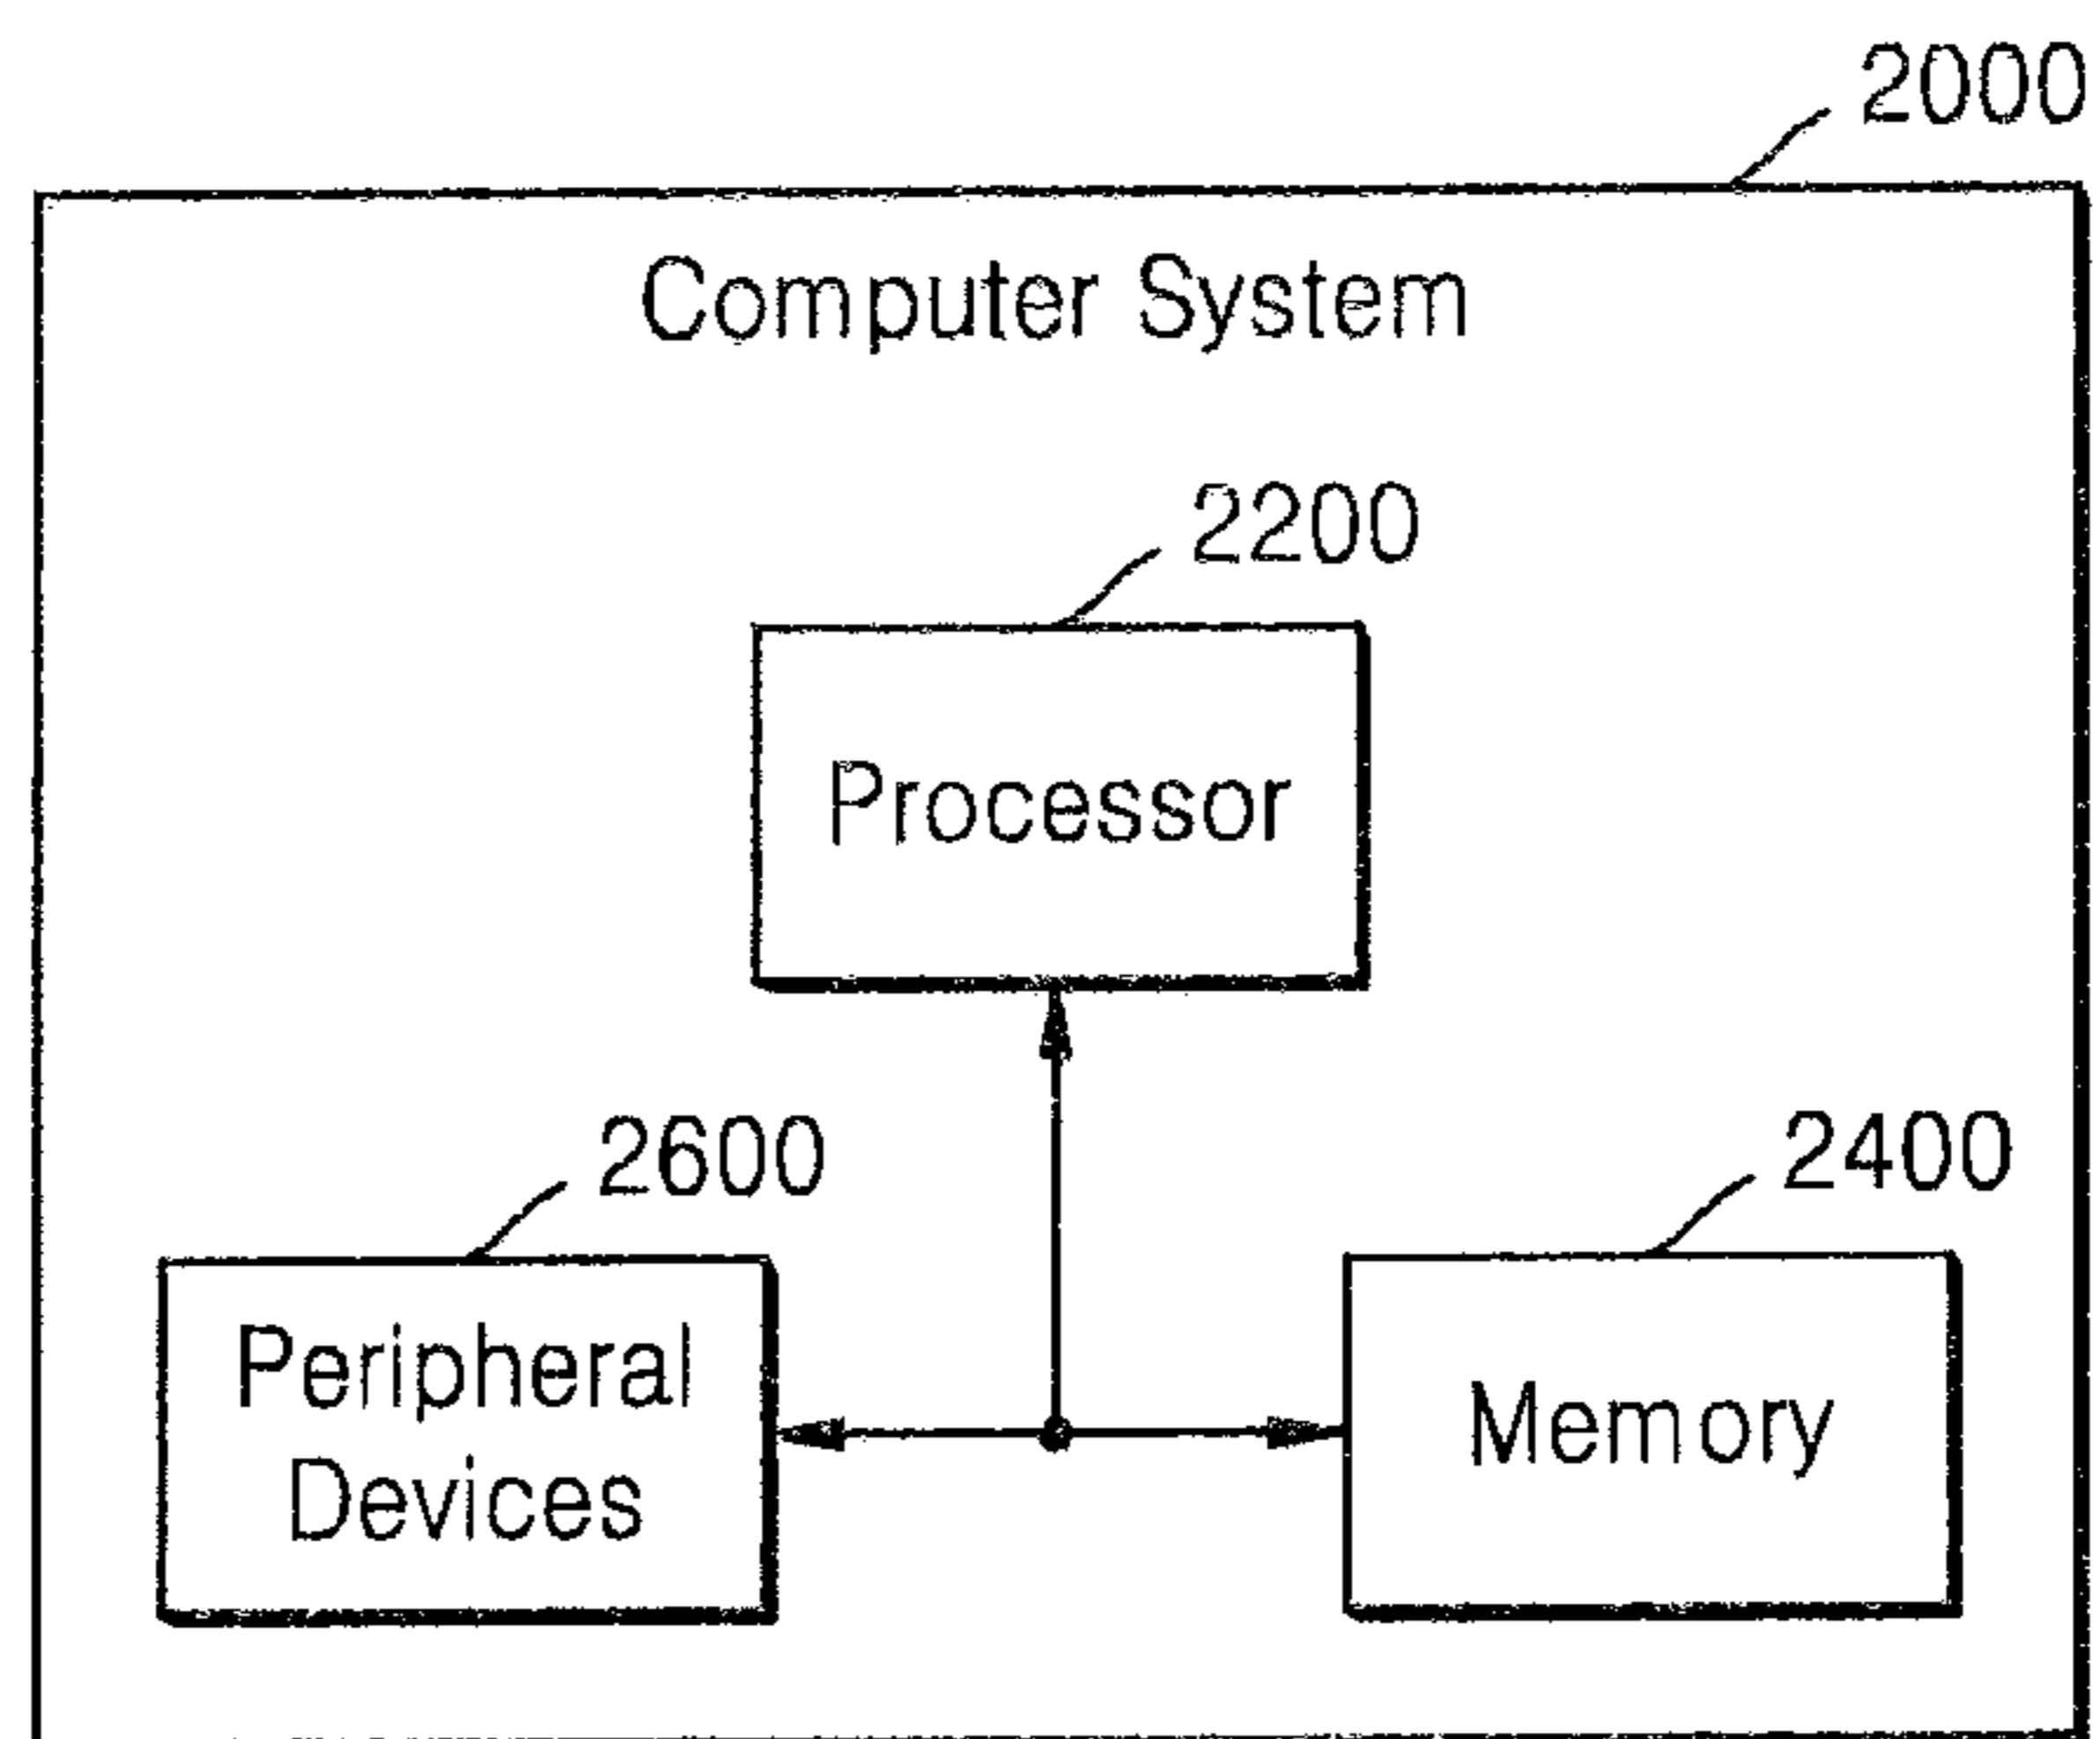 2000
Computer System
2200
Processor
2600
2400
Peripheral
Devices
Memory